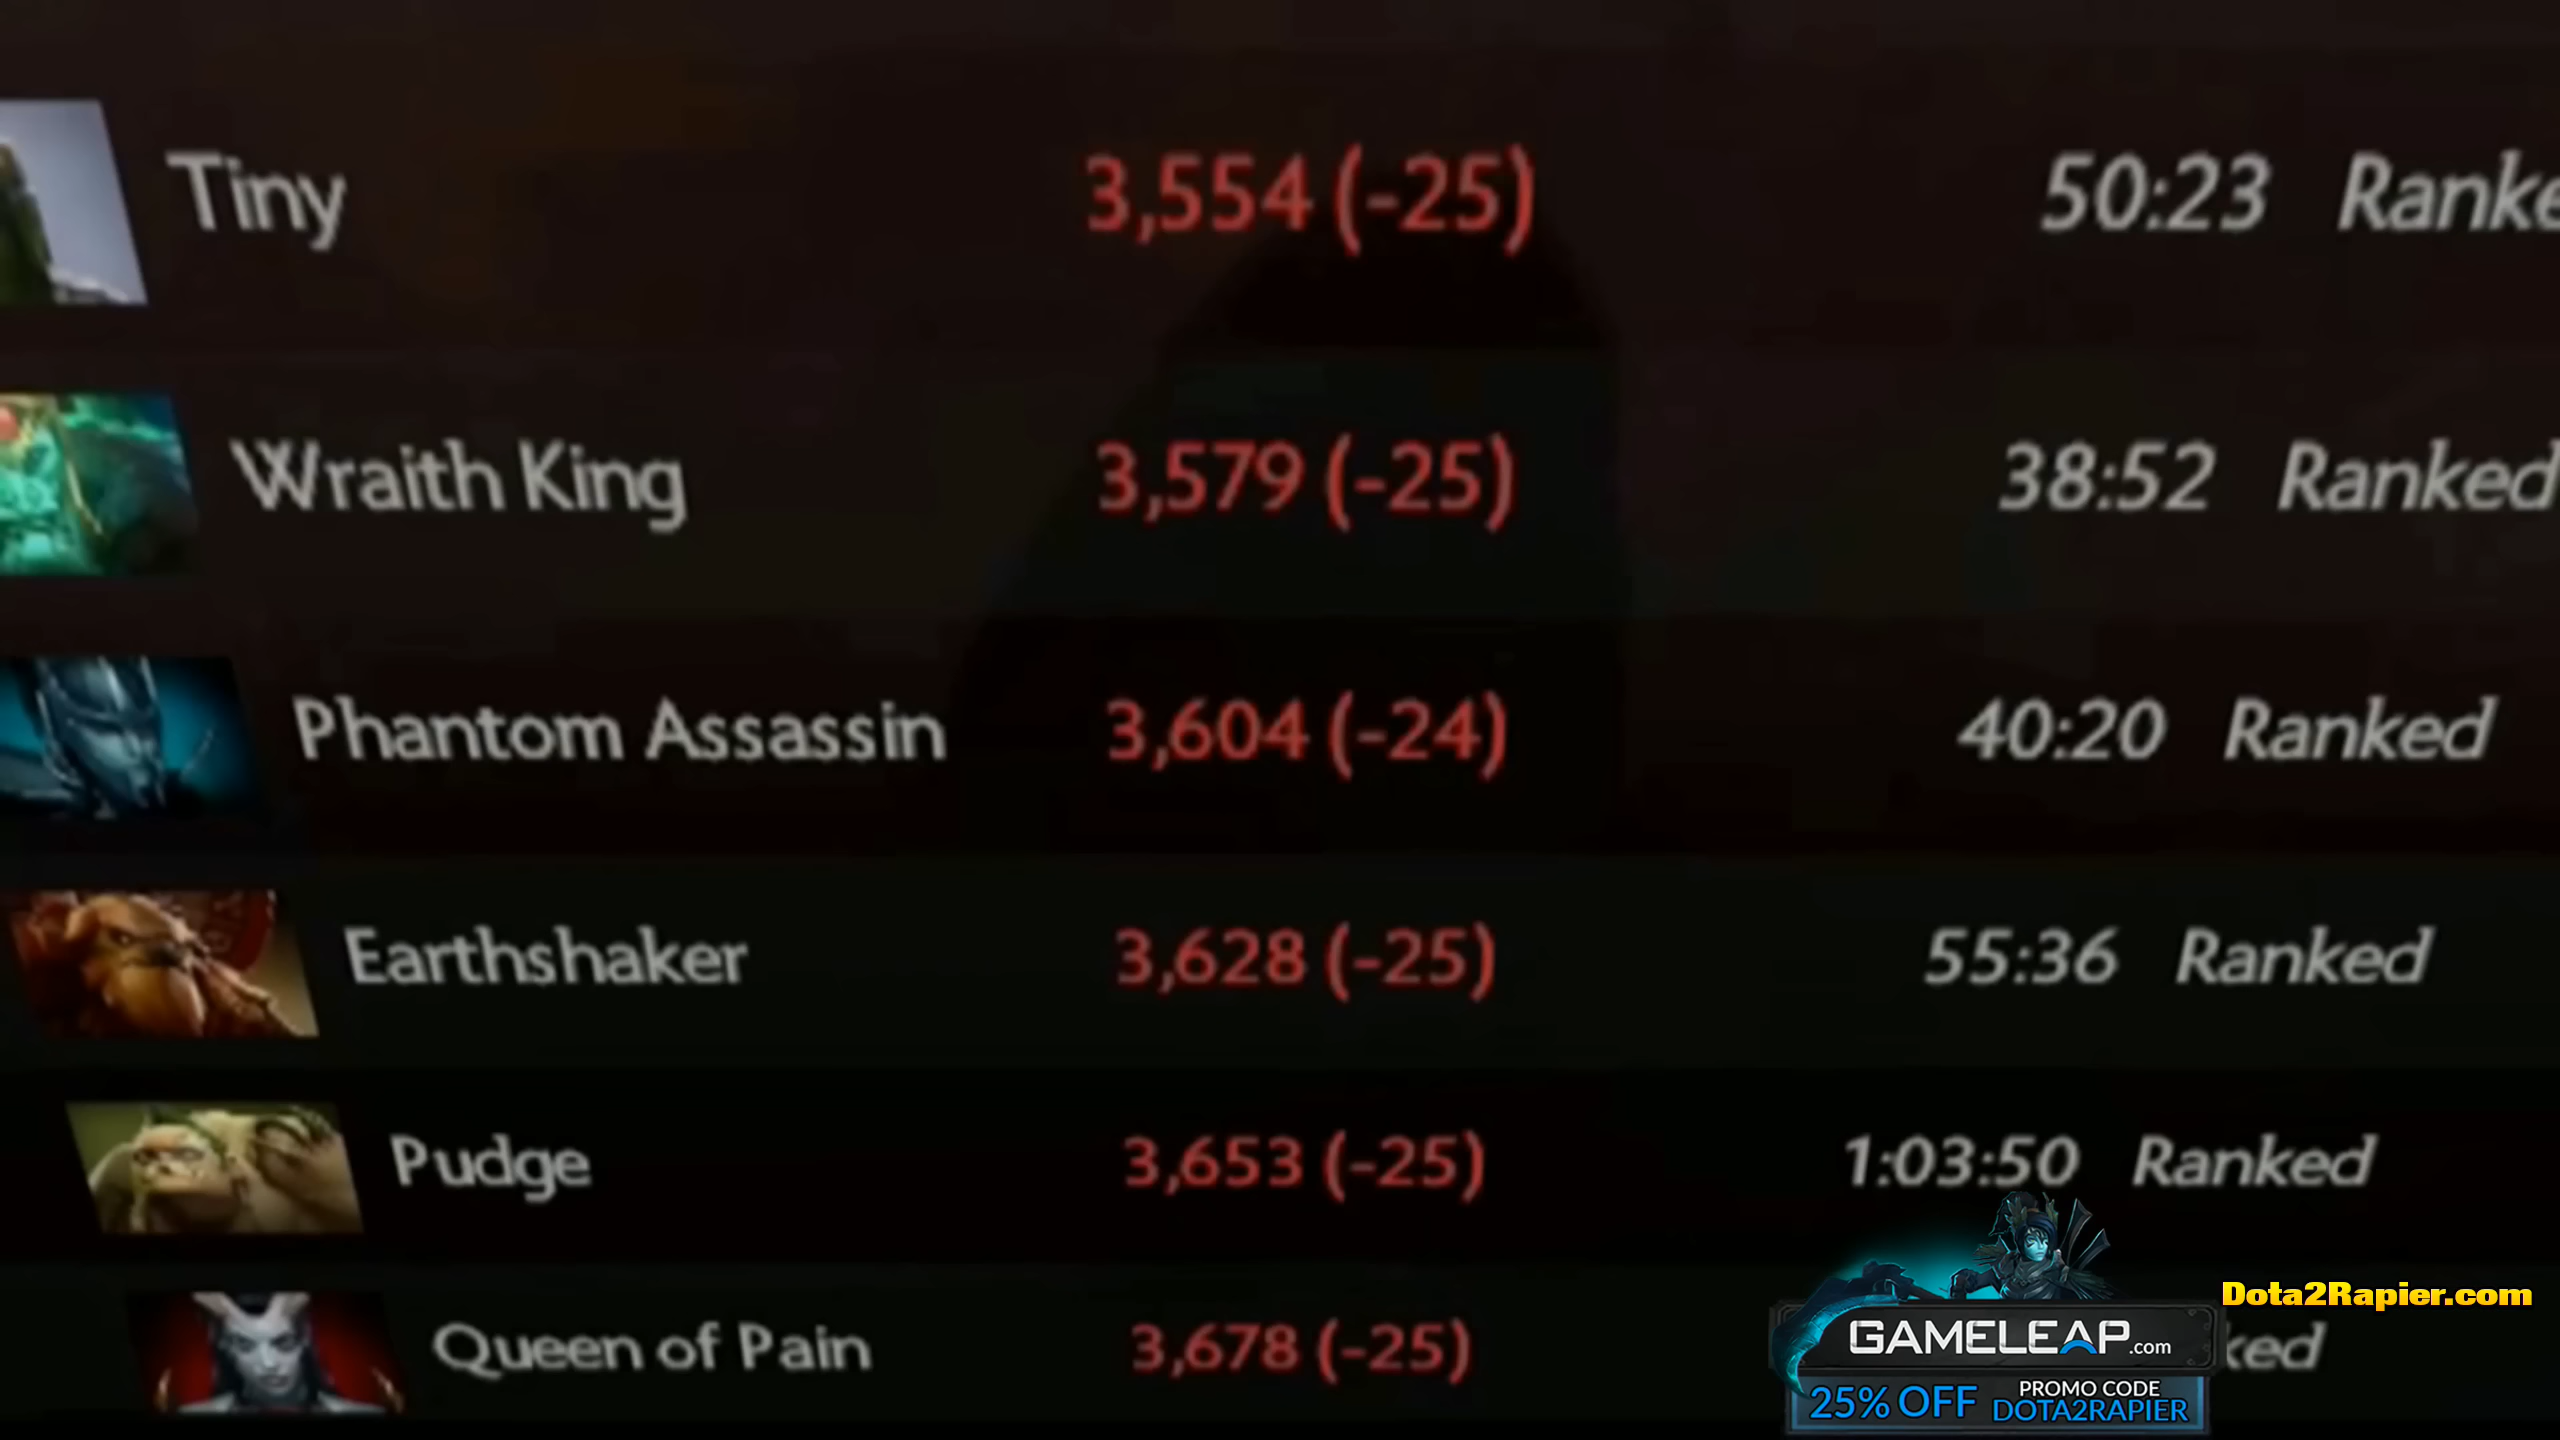 Tiny 3,554 (-25) 50:23 Ranke
Wraith King 3,579 (-25) 38:52 Ranked
Phantom Assassin 3,604 (-24) 40:20 Ranked
Earthshaker 3,628 (-25) 55:36 Ranked
Pudge 3,653 (-25) 1:03:50 Ranked
Queen of Pain 3,678 (-25) ked
Dota2Rapier.com
GAMELEAP.com
25% OFF PROMO CODE DOTA2RAPIER